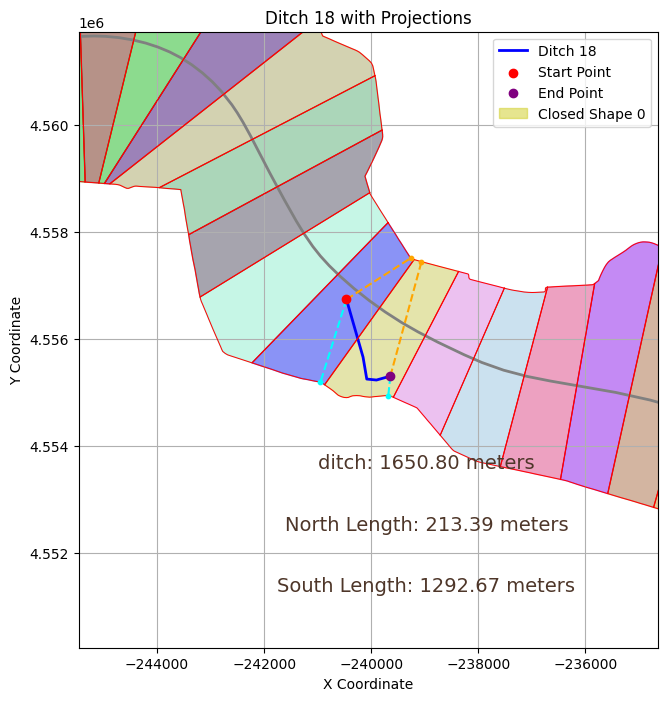 Ditch 18 with Projections
1e6
Ditch 18
Start Point
End Point
Closed Shape 0
4.560
4.558
4.556
4.554
4.552
Y Coordinate
ditch: 1650.80 meters
North Length: 213.39 meters
South Length: 1292.67 meters
−244000 −242000 −240000 −238000 −236000
X Coordinate